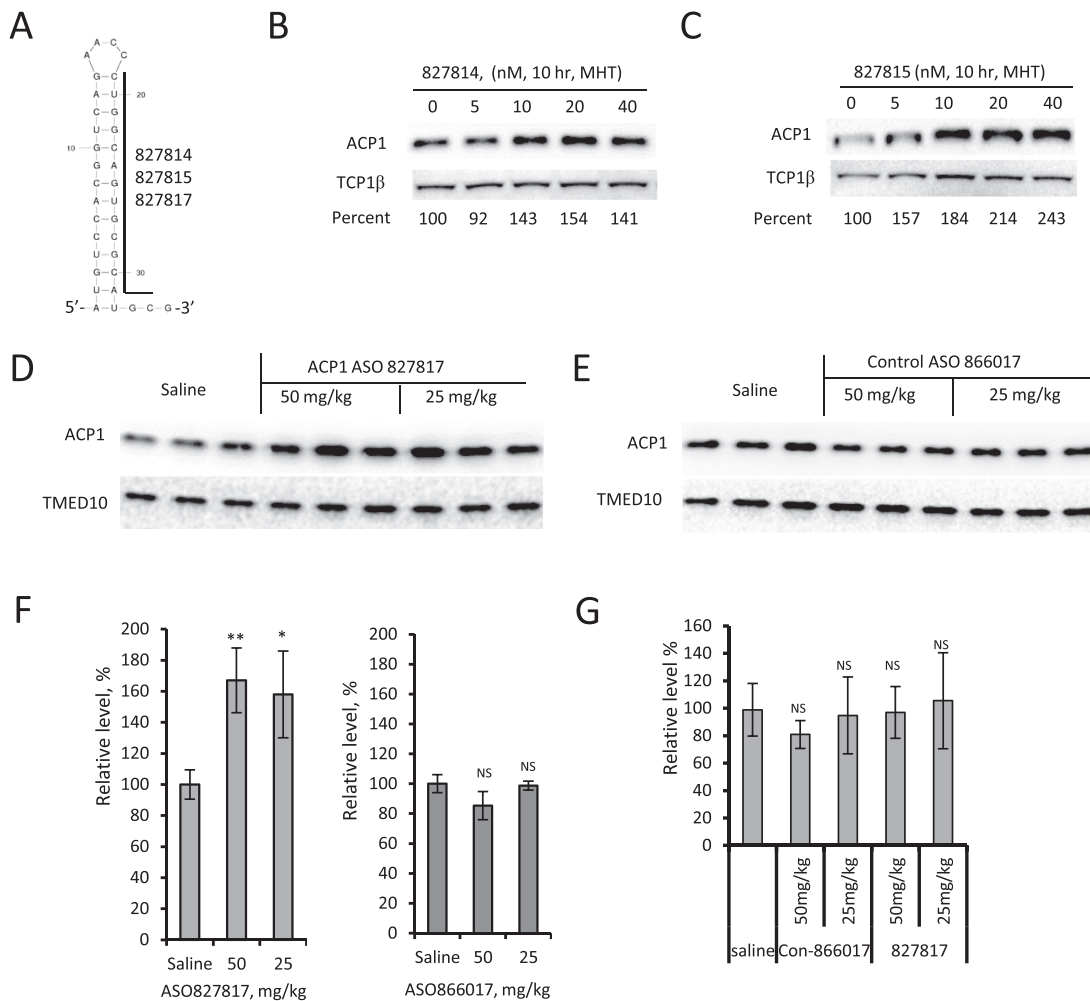 A
A C
A C
G C
A U 20
C G
U G
10 G C
G A
C G
A U
C G
C C
U G
G C 30
U A
5'- A U G C G -3'
827814
827815
827817
B
827814, (nM, 10 hr, MHT)
0 5 10 20 40
ACP1
TCP1β
Percent 100 92 143 154 141
C
827815 (nM, 10 hr, MHT)
0 5 10 20 40
ACP1
TCP1β
Percent 100 157 184 214 243
D
Saline
ACP1 ASO 827817
50 mg/kg 25 mg/kg
ACP1
TMED10
E
Saline
Control ASO 866017
50 mg/kg 25 mg/kg
ACP1
TMED10
F
Relative level, %
200
180
160
140
120
100
80
60
40
20
0
** *
Saline 50 25
ASO827817, mg/kg
Relative level, %
200
180
160
140
120
100
80
60
40
20
0
NS NS
Saline 50 25
ASO866017, mg/kg
G
Relative level %
160
140
120
100
80
60
40
20
0
NS NS NS NS
50mg/kg 25mg/kg 50mg/kg 25mg/kg
saline Con-866017 827817